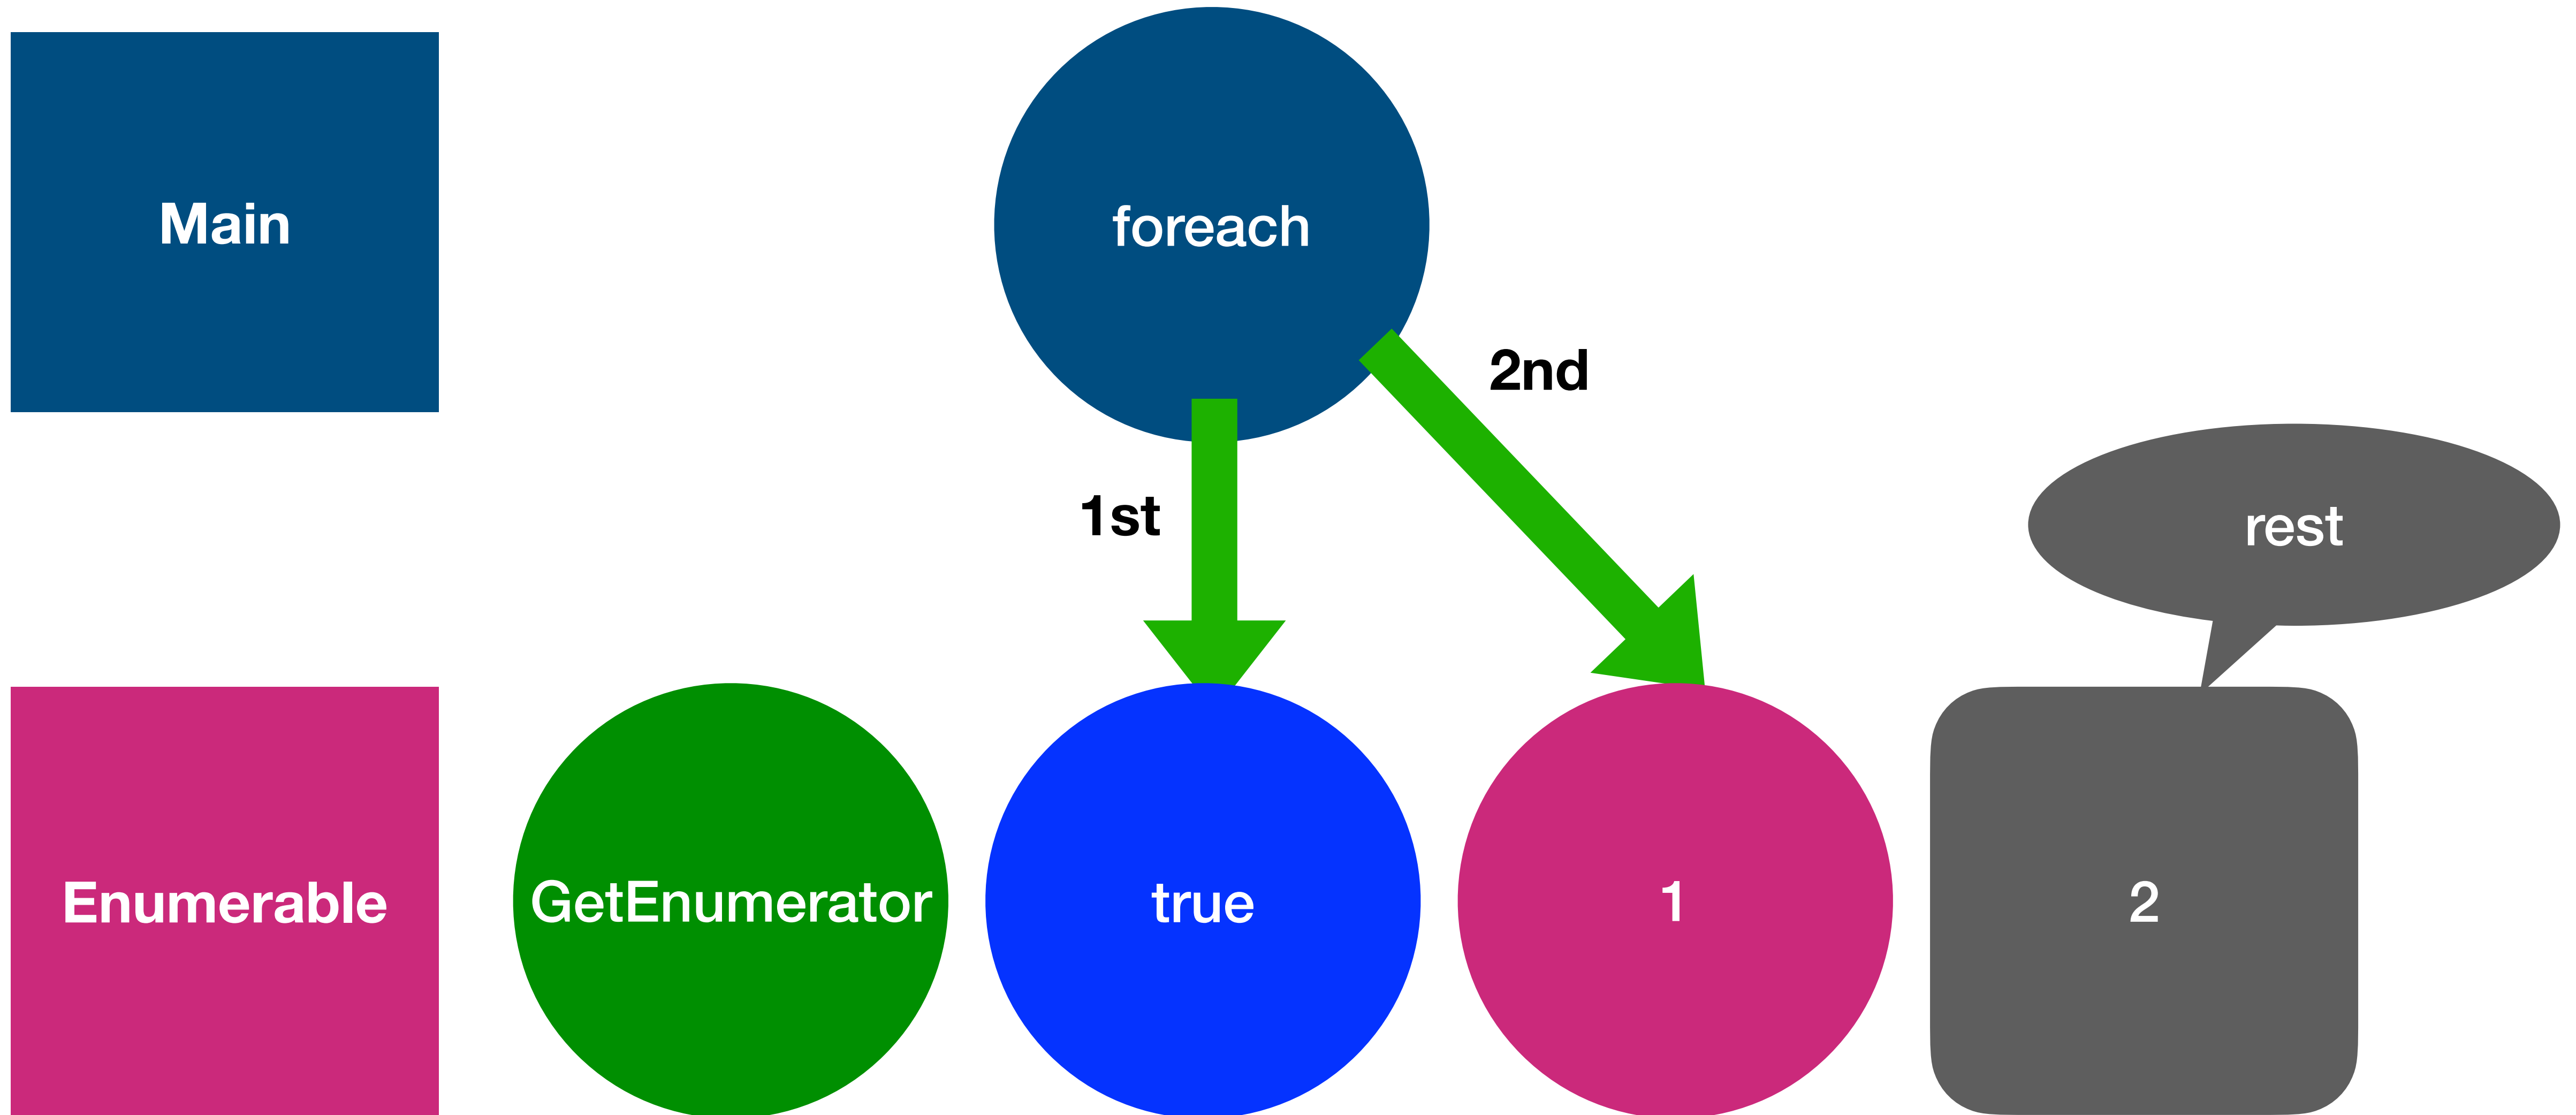 Main
foreach
2nd
1st
rest
Enumerable
GetEnumerator
true
1
2